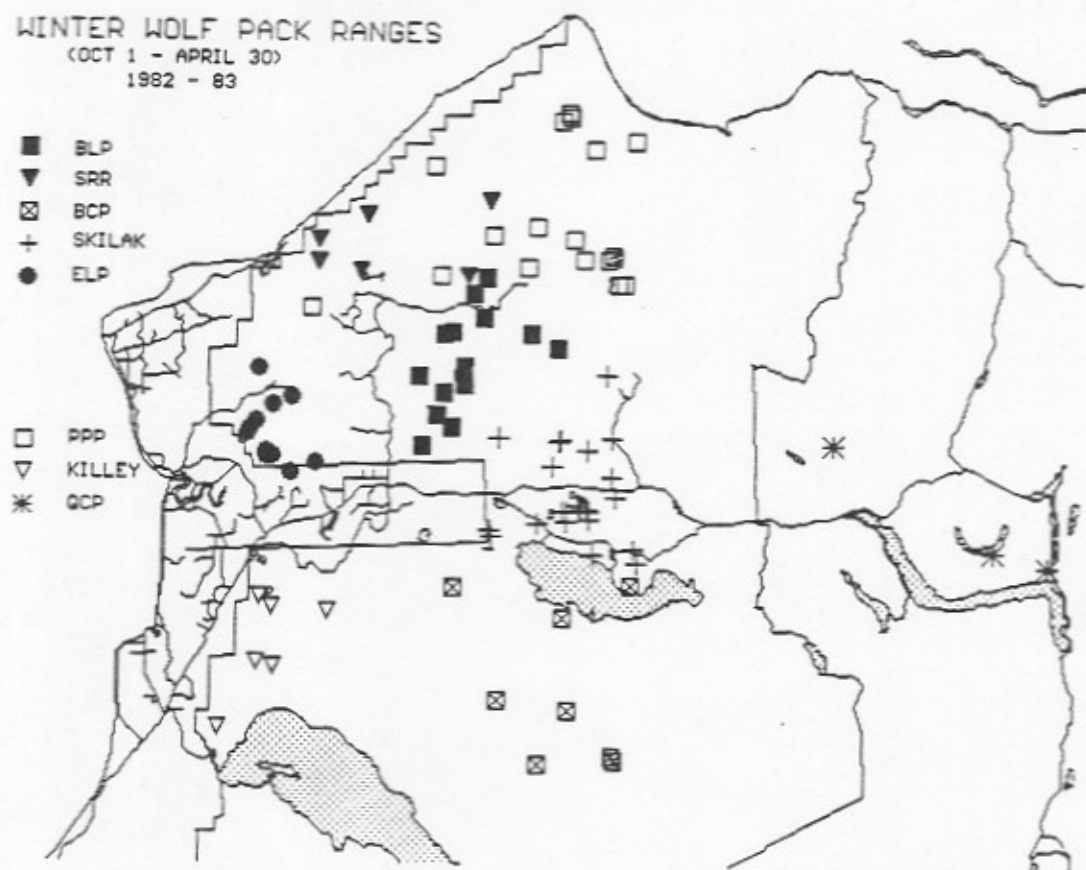 WINTER WOLF PACK RANGES
(OCT 1 - APRIL 30)
1982 - 83
BLP
SRR
BCP
SKILAK
ELP
PPP
KILLEY
QCP